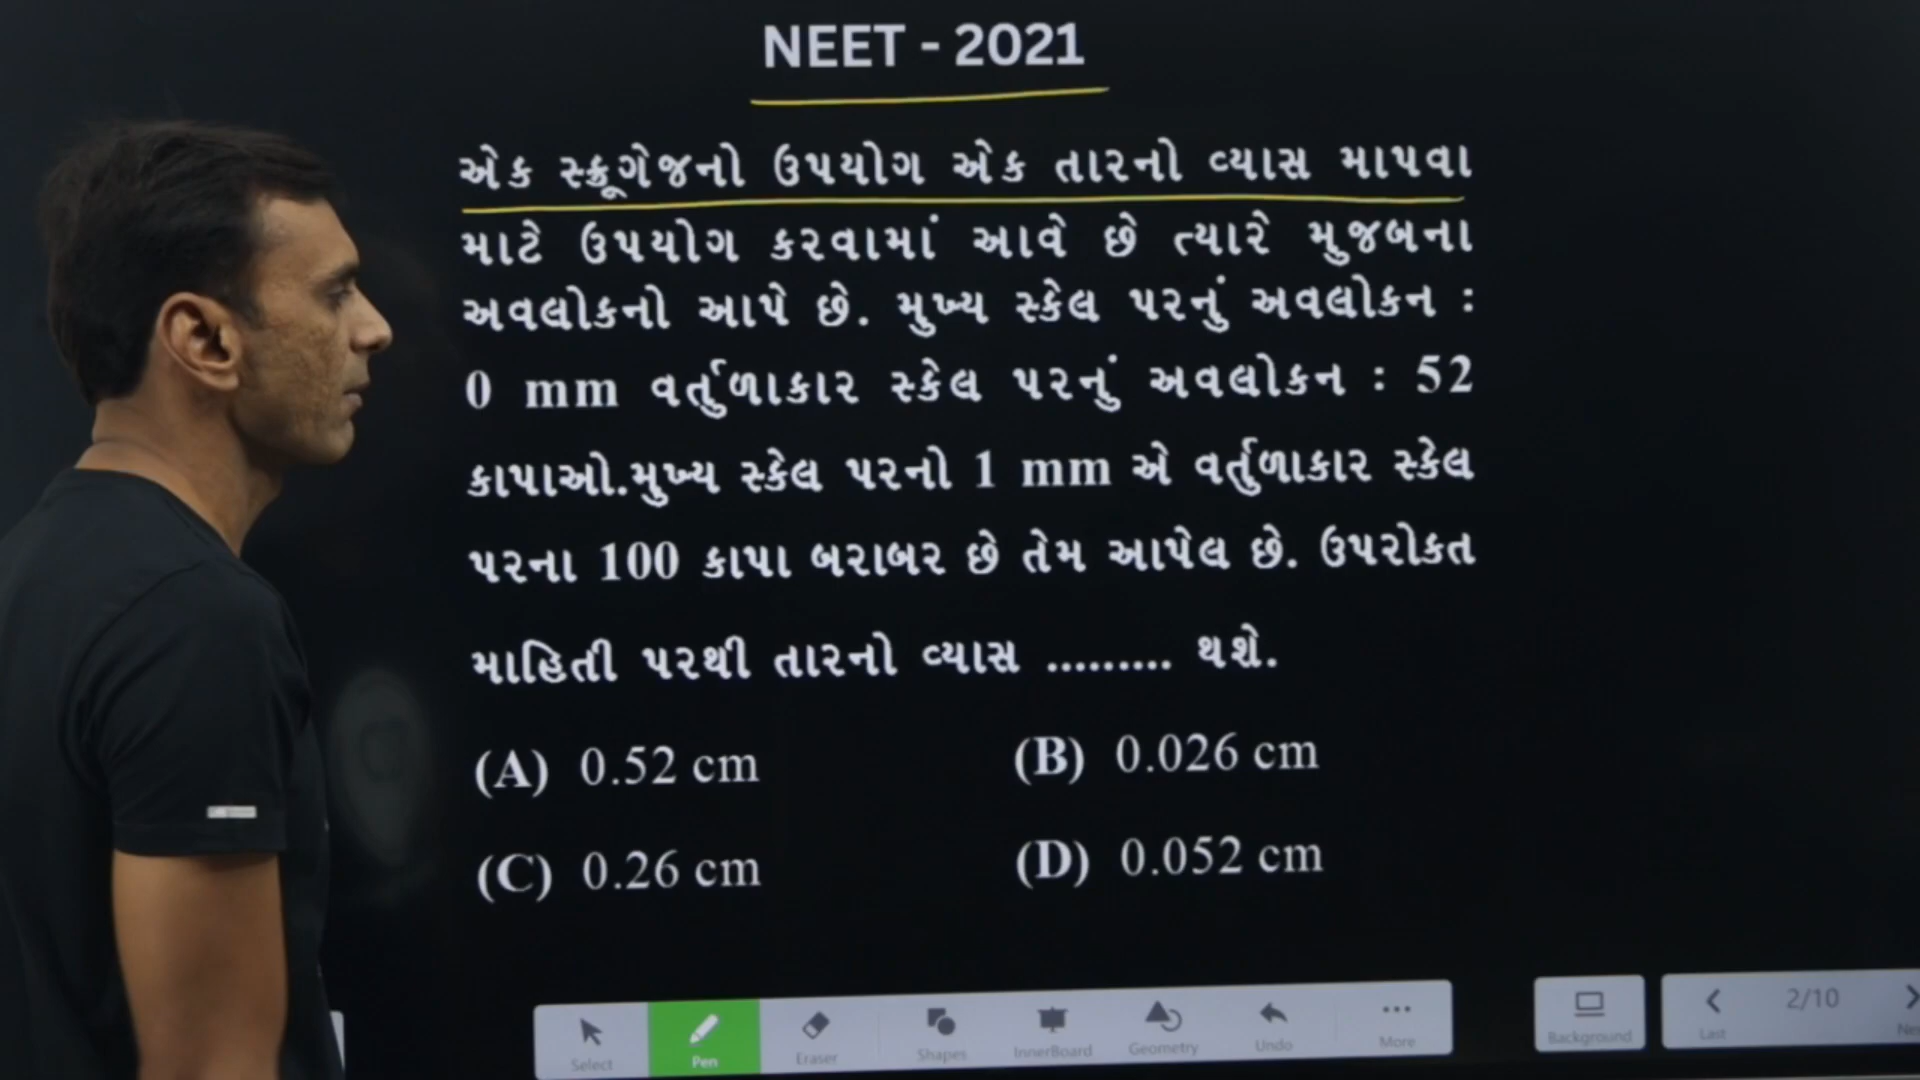 NEET - 2021
એક સ્ક્રૂગેજનો ઉપયોગ એક તારનો વ્યાસ માપવા
માટે ઉપયોગ કરવામાં આવે છે ત્યારે મુજબના
અવલોકનો આપે છે. મુખ્ય સ્કેલ પરનું અવલોકન :
0 mm વર્તુળાકાર સ્કેલ પરનું અવલોકન : 52
કાપાઓ.મુખ્ય સ્કેલ પરનો 1 mm એ વર્તુળાકાર સ્કેલ
પરના 100 કાપા બરાબર છે તેમ આપેલ છે. ઉપરોકત
માહિતી પરથી તારનો વ્યાસ ......... થશે.
(A) 0.52 cm (B) 0.026 cm
(C) 0.26 cm (D) 0.052 cm
Select Pen Eraser Shapes InnerBoard Geometry Undo More Background Last 2/10